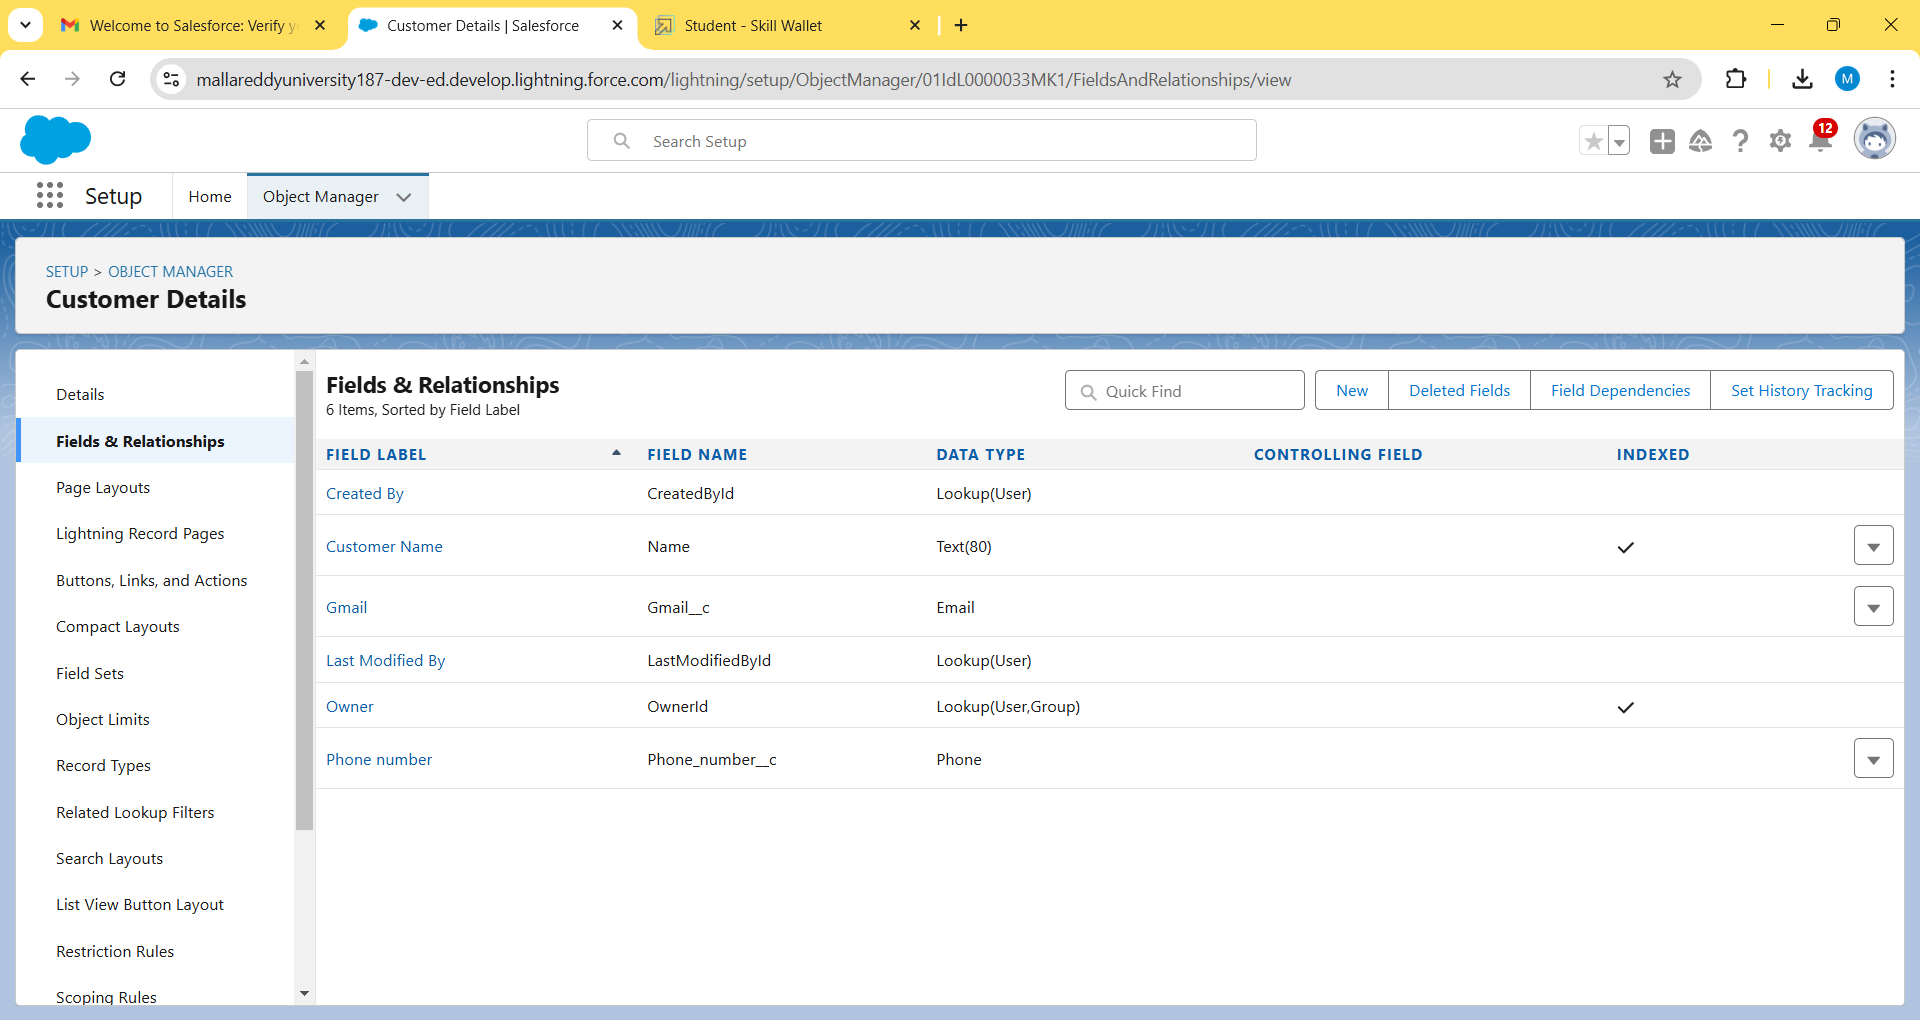 Welcome to Salesforce: Verify y
Customer Details | Salesforce
Student - Skill Wallet
mallareddyuniversity187-dev-ed.develop.lightning.force.com/lightning/setup/ObjectManager/01IdL0000033MK1/FieldsAndRelationships/view
M
Search Setup
12
Setup
Home
Object Manager
SETUP > OBJECT MANAGER
Customer Details
Details
Fields & Relationships
Page Layouts
Lightning Record Pages
Buttons, Links, and Actions
Compact Layouts
Field Sets
Object Limits
Record Types
Related Lookup Filters
Search Layouts
List View Button Layout
Restriction Rules
Scoping Rules
Fields & Relationships
6 Items, Sorted by Field Label
Quick Find
New
Deleted Fields
Field Dependencies
Set History Tracking
FIELD LABEL FIELD NAME DATA TYPE CONTROLLING FIELD INDEXED
Created By CreatedById Lookup(User)
Customer Name Name Text(80)
Gmail Gmail__c Email
Last Modified By LastModifiedById Lookup(User)
Owner OwnerId Lookup(User,Group)
Phone number Phone_number__c Phone